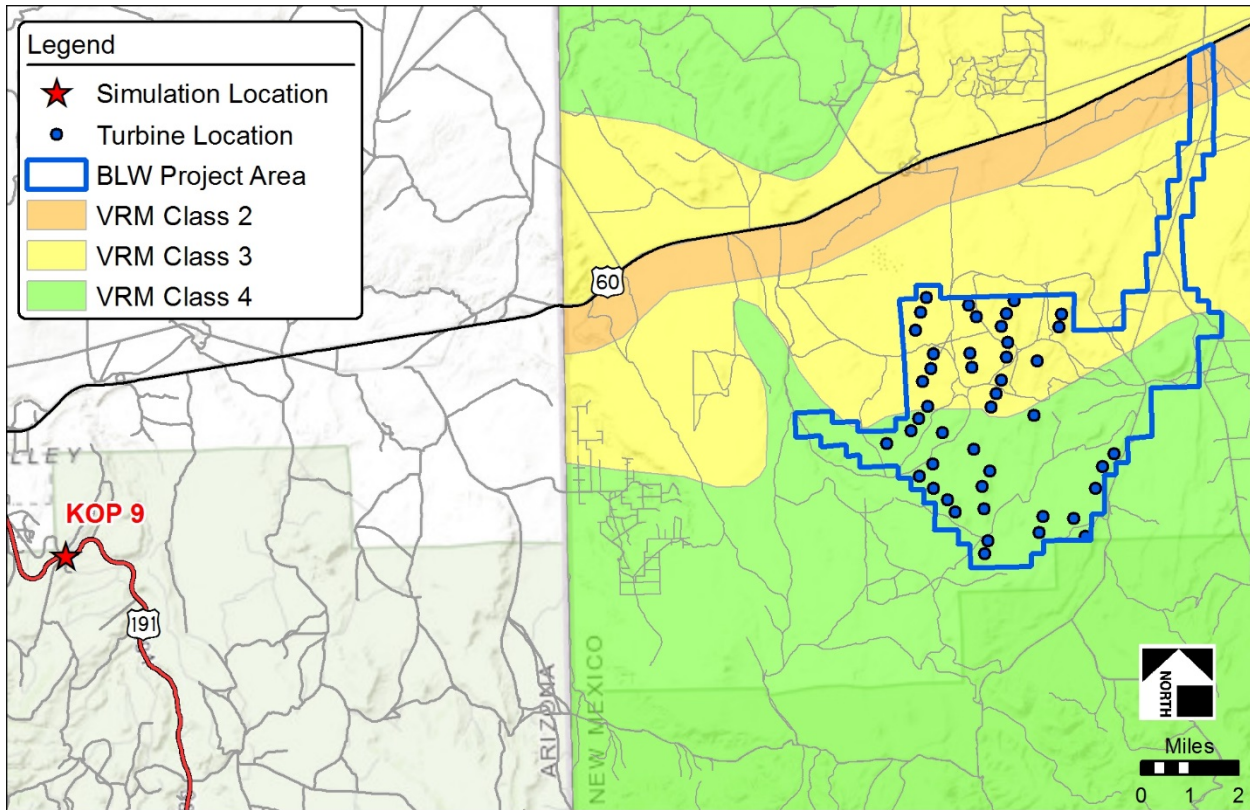 Legend
Simulation Location
Turbine Location
BLW Project Area
VRM Class 2
VRM Class 3
VRM Class 4
60
LLEY
KOP 9
191
ARIZONA
NEW MEXICO
NORTH
Miles
0 1 2